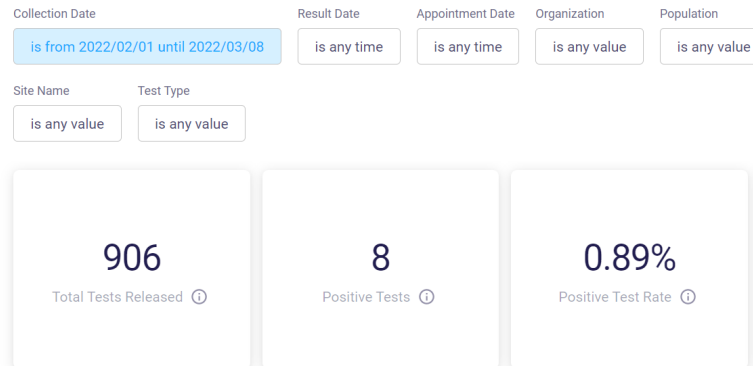 Collection Date Result Date Appointment Date Organization Population
is from 2022/02/01 until 2022/03/08 is any time is any time is any value is any value
Site Name Test Type
is any value is any value
906 8 0.89%
Total Tests Released Positive Tests Positive Test Rate